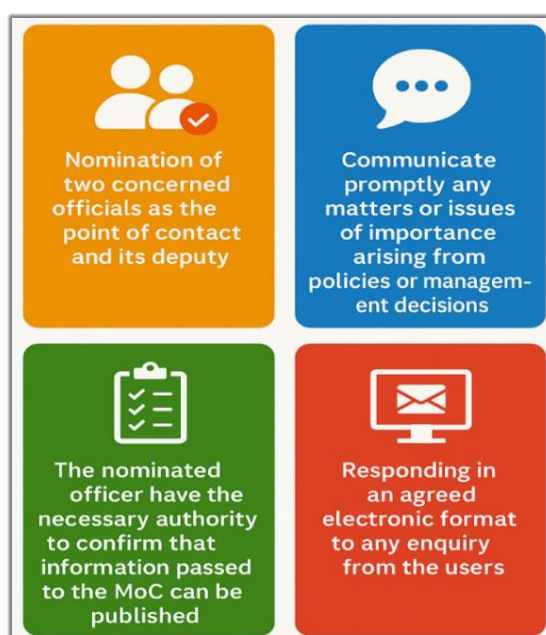 Nomination of
two concerned
officials as the
point of contact
and its deputy
Communicate
promptly any
matters or issues
of importance
arising from
policies or managem-
ent decisions
The nominated
officer have the
necessary authority
to confirm that
information passed
to the MoC can be
published
Responding in
an agreed
electronic format
to any enquiry
from the users